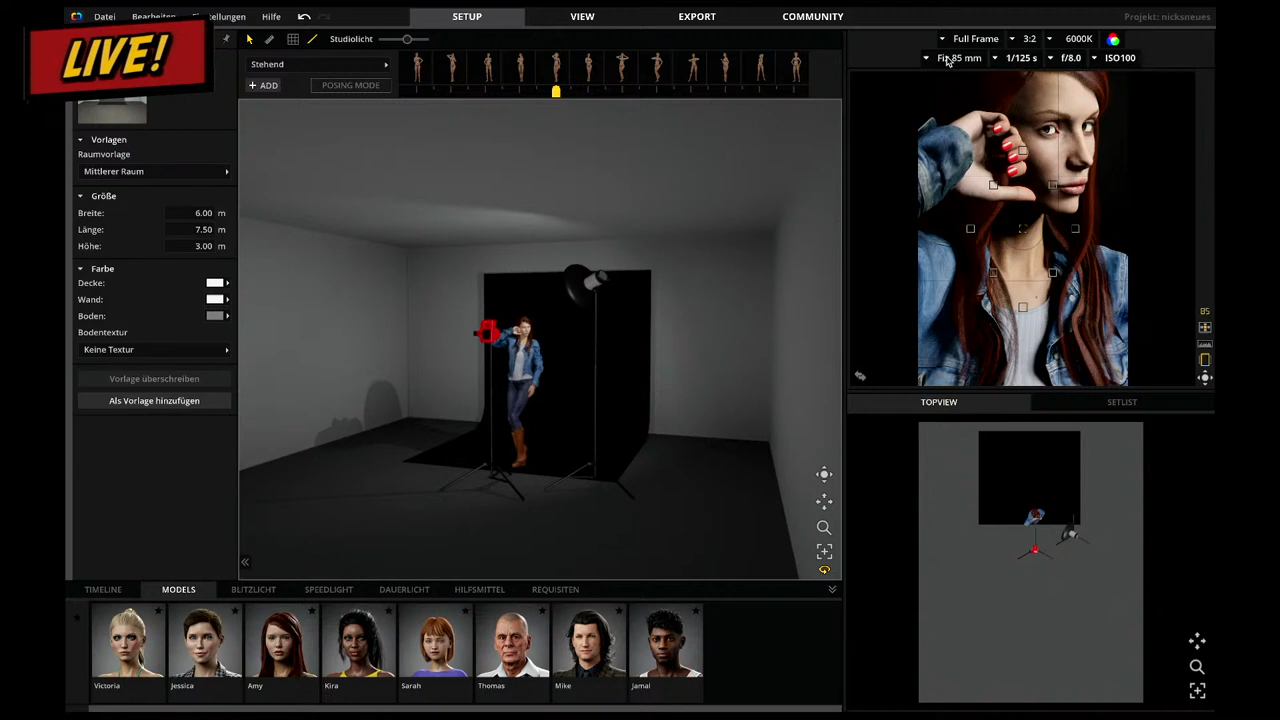 LIVE!
Datei Bearbeiten Einstellungen Hilfe
SETUP VIEW EXPORT COMMUNITY
Projekt: nicksneues
Studiolicht
Stehend
+ ADD
POSING MODE
Full Frame 3:2 6000K
85 mm 1/125 s f/8.0 ISO100
Vorlagen
Raumvorlage
Mittlerer Raum
Größe
Breite: 6.00 m
Länge: 7.50 m
Höhe: 3.00 m
Farbe
Decke:
Wand:
Boden:
Bodentextur
Keine Textur
Vorlage überschreiben
Als Vorlage hinzufügen
85
TOPVIEW SETLIST
TIMELINE MODELS BLITZLICHT SPEEDLIGHT DAUERLICHT HILFSMITTEL REQUISITEN
Victoria Jessica Amy Kira Sarah Thomas Mike Jamal